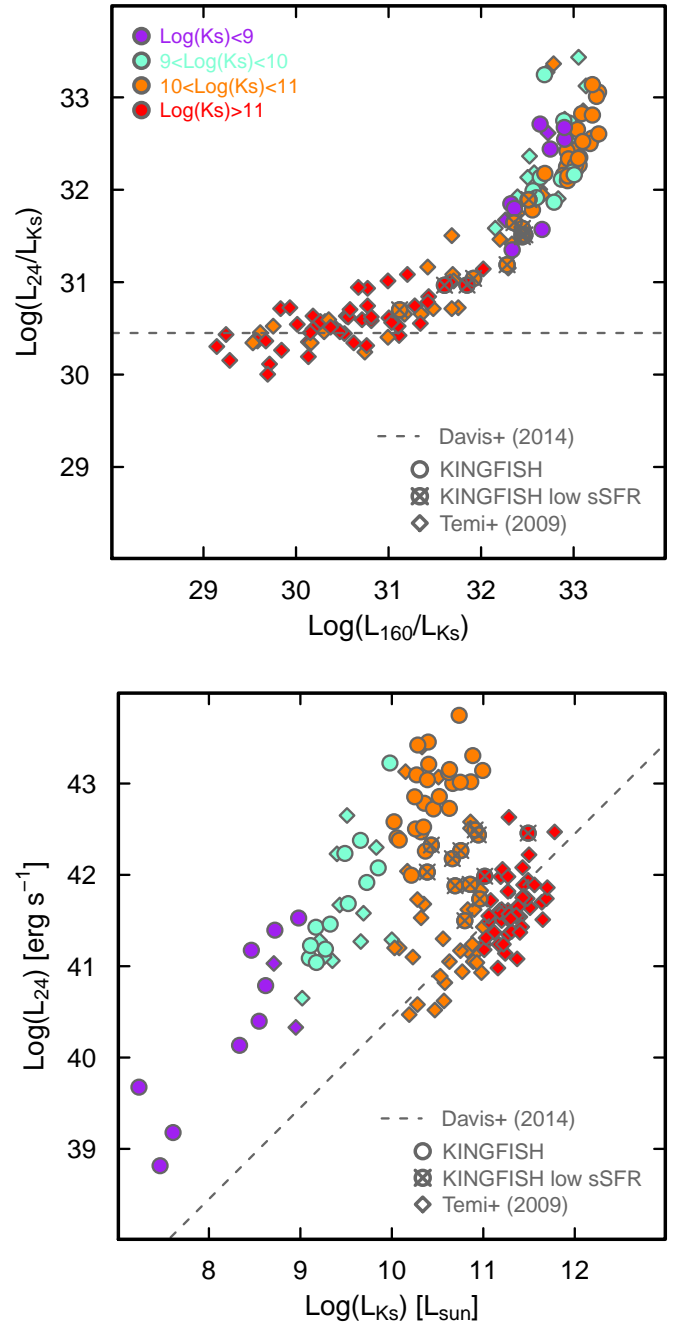 Log(Ks)<9
9<Log(Ks)<10
10<Log(Ks)<11
Log(Ks)>11
33
32
31
30
29
Log(L24/LKs)
Davis+ (2014)
KINGFISH
KINGFISH low sSFR
Temi+ (2009)
29 30 31 32 33
Log(L160/LKs)
43
42
41
40
39
Log(L24) [erg s−1]
Davis+ (2014)
KINGFISH
KINGFISH low sSFR
Temi+ (2009)
8 9 10 11 12
Log(LKs) [Lsun]